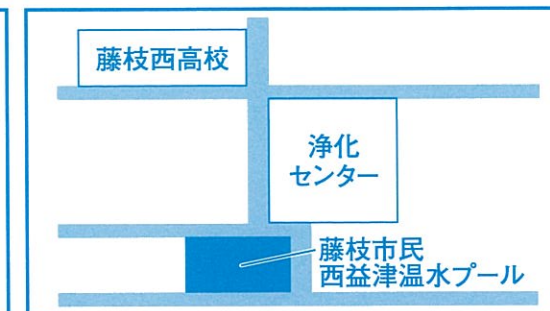 藤枝西高校
浄化
センター
藤枝市民
西益津温水プール